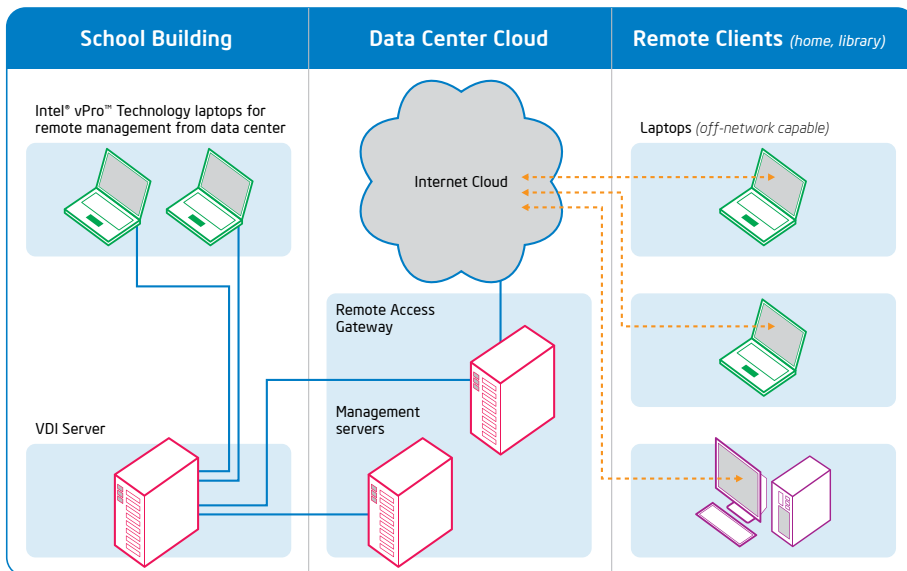 School Building
Data Center Cloud
Remote Clients (home, library)
Intel® vPro™ Technology laptops for
remote management from data center
Laptops (off-network capable)
Internet Cloud
Remote Access
Gateway
Management
servers
VDI Server